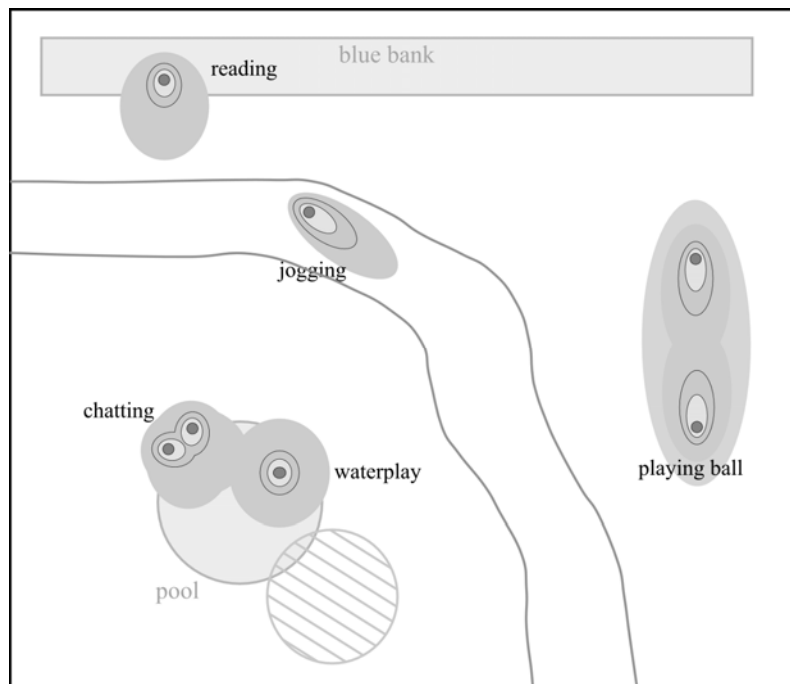 blue bank
reading
jogging
chatting
waterplay
playing ball
pool